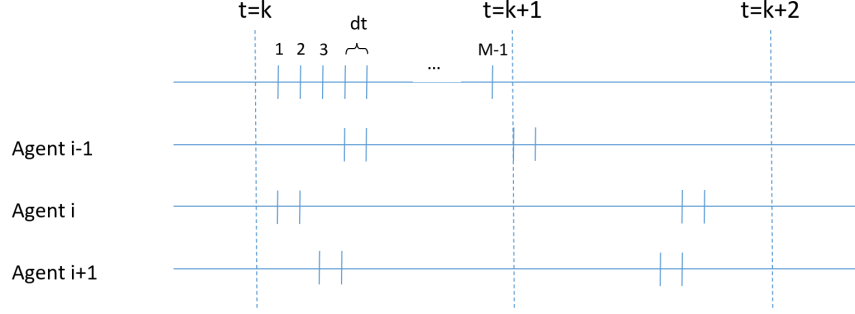 t=k t=k+1 t=k+2
dt
1 2 3 ... M-1
Agent i-1
Agent i
Agent i+1